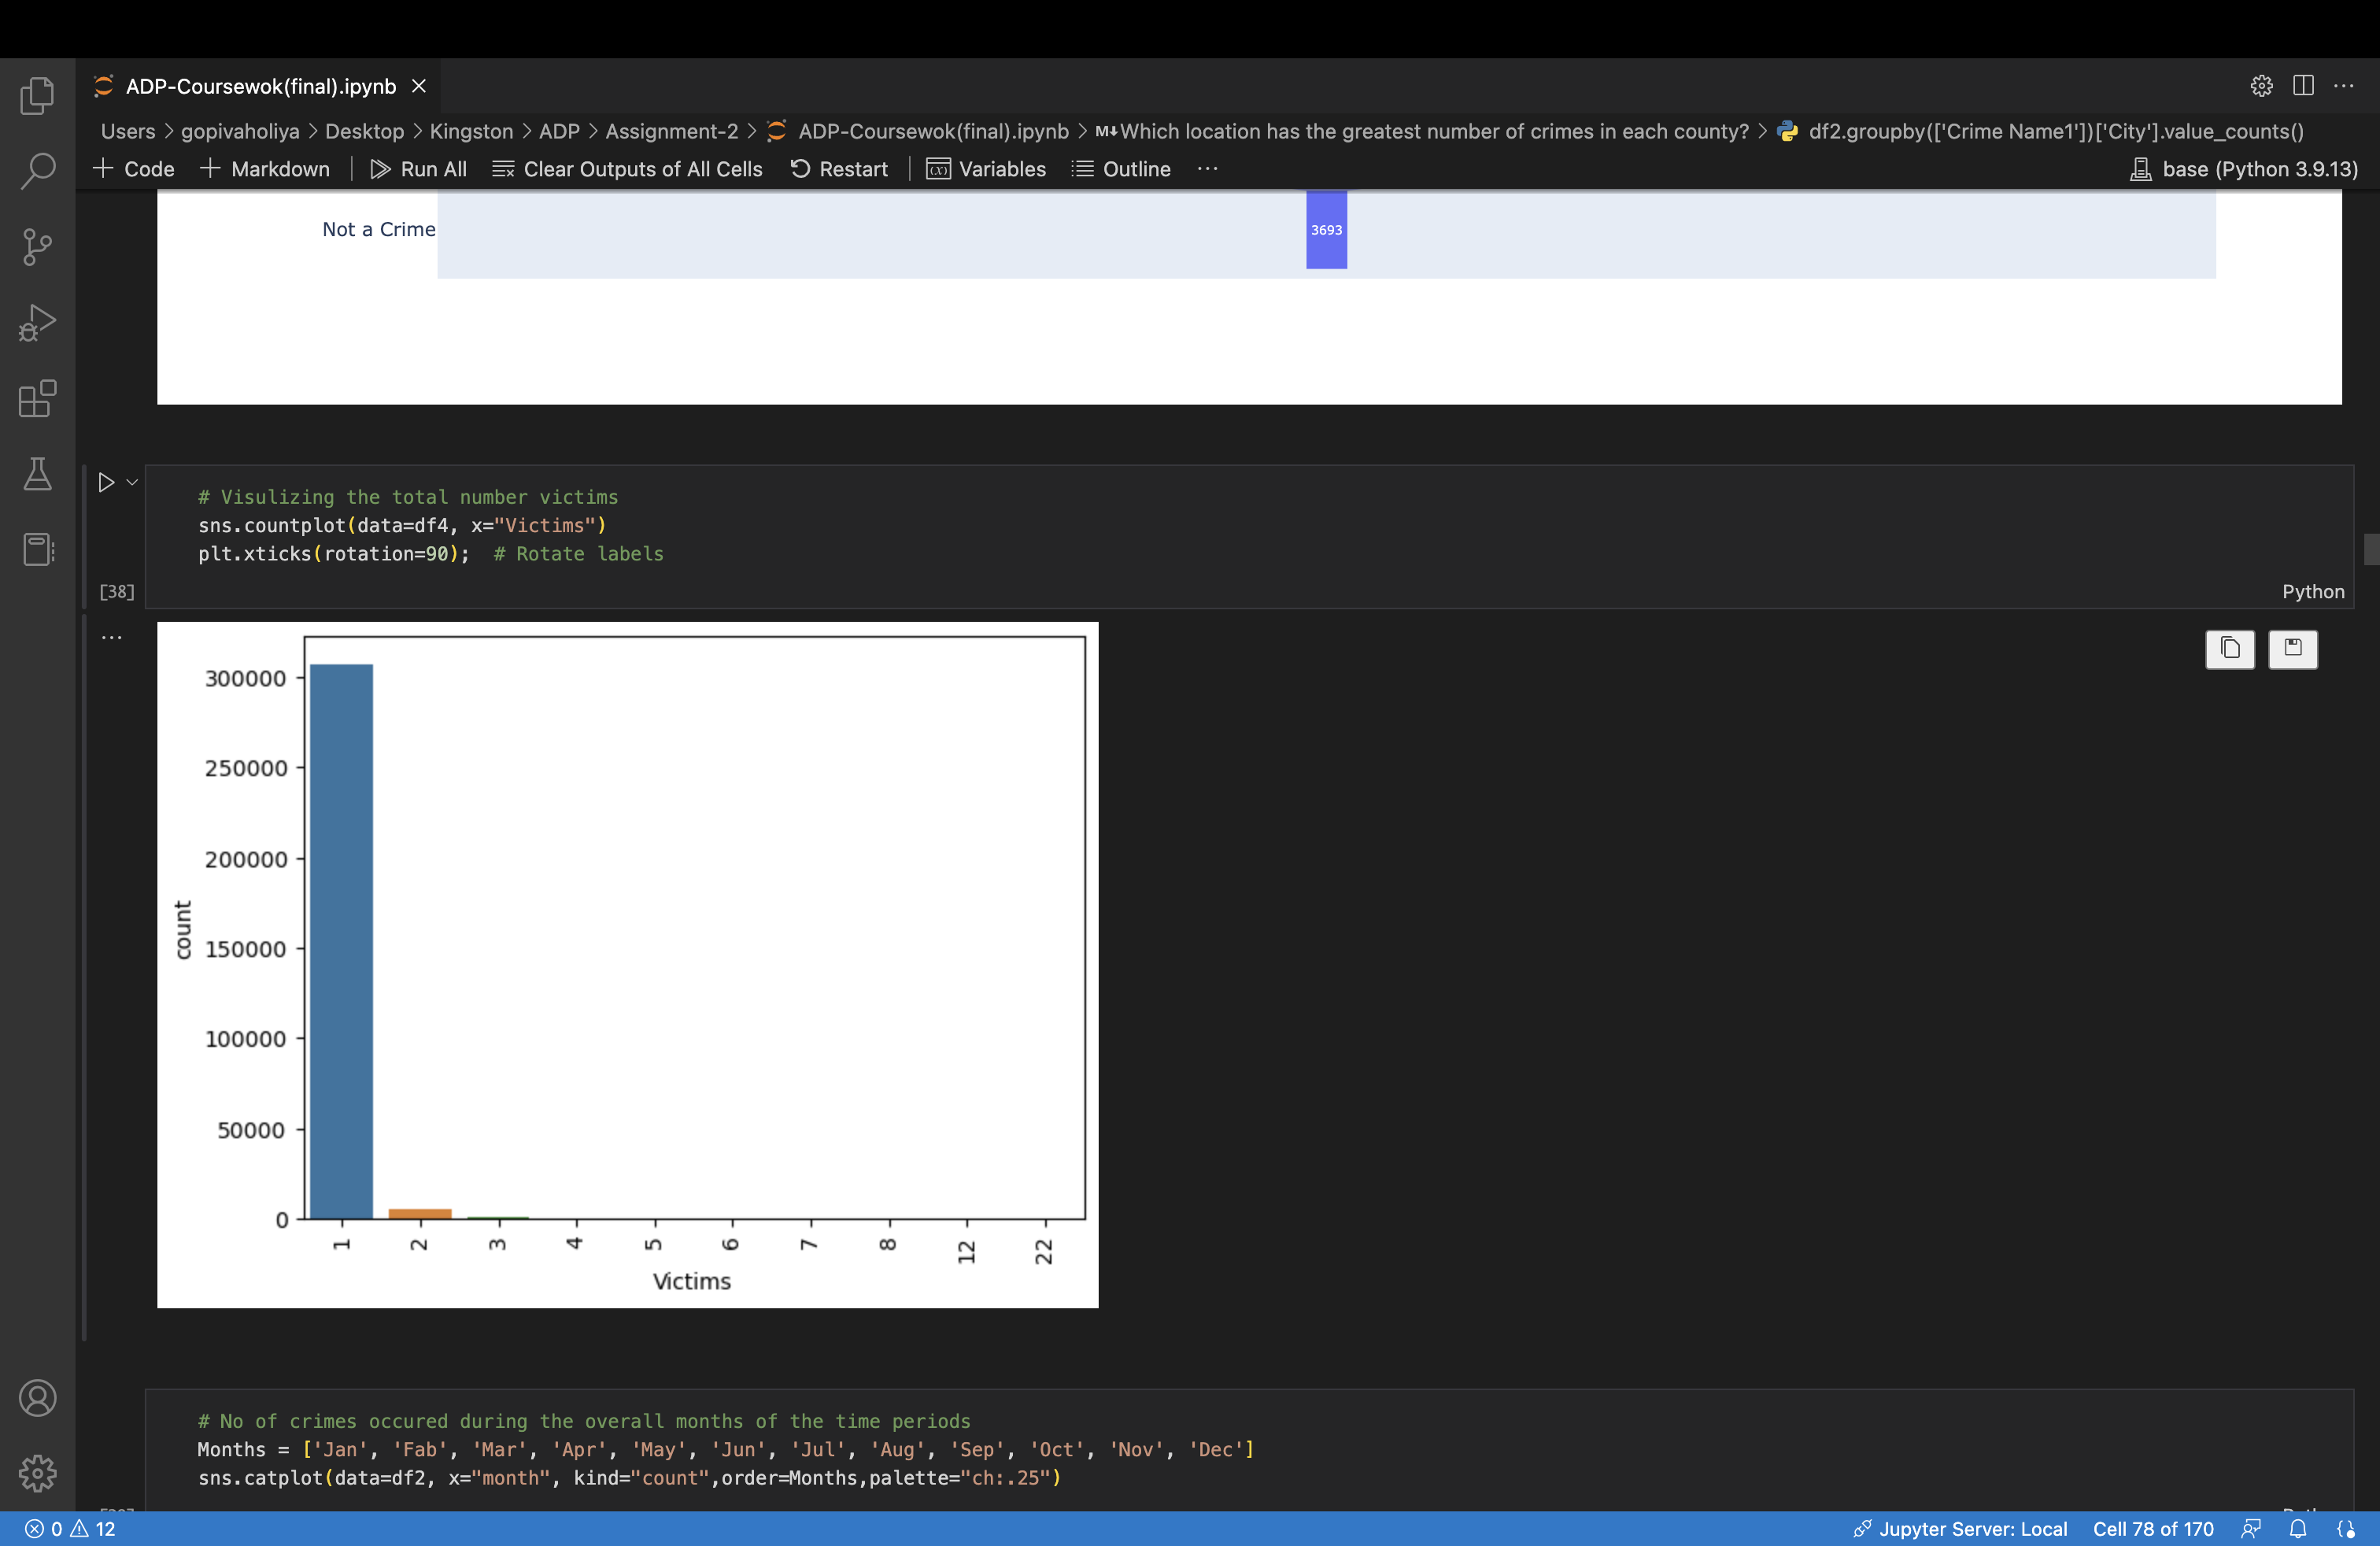 ADP-Coursewok(final).ipynb
Users > gopivaholiya > Desktop > Kingston > ADP > Assignment-2 > ADP-Coursewok(final).ipynb > M↓Which location has the greatest number of crimes in each county? > df2.groupby(['Crime Name1'])['City'].value_counts()
+ Code + Markdown | Run All Clear Outputs of All Cells Restart | Variables Outline ... base (Python 3.9.13)
Not a Crime 3693
# Visulizing the total number victims
sns.countplot(data=df4, x="Victims")
plt.xticks(rotation=90);  # Rotate labels
[38] Python
300000
250000
200000
150000
100000
50000
0
count
1 2 3 4 5 6 7 8 12 22
Victims
# No of crimes occured during the overall months of the time periods
Months = ['Jan', 'Fab', 'Mar', 'Apr', 'May', 'Jun', 'Jul', 'Aug', 'Sep', 'Oct', 'Nov', 'Dec']
sns.catplot(data=df2, x="month", kind="count",order=Months,palette="ch:.25")
0 12 Jupyter Server: Local Cell 78 of 170